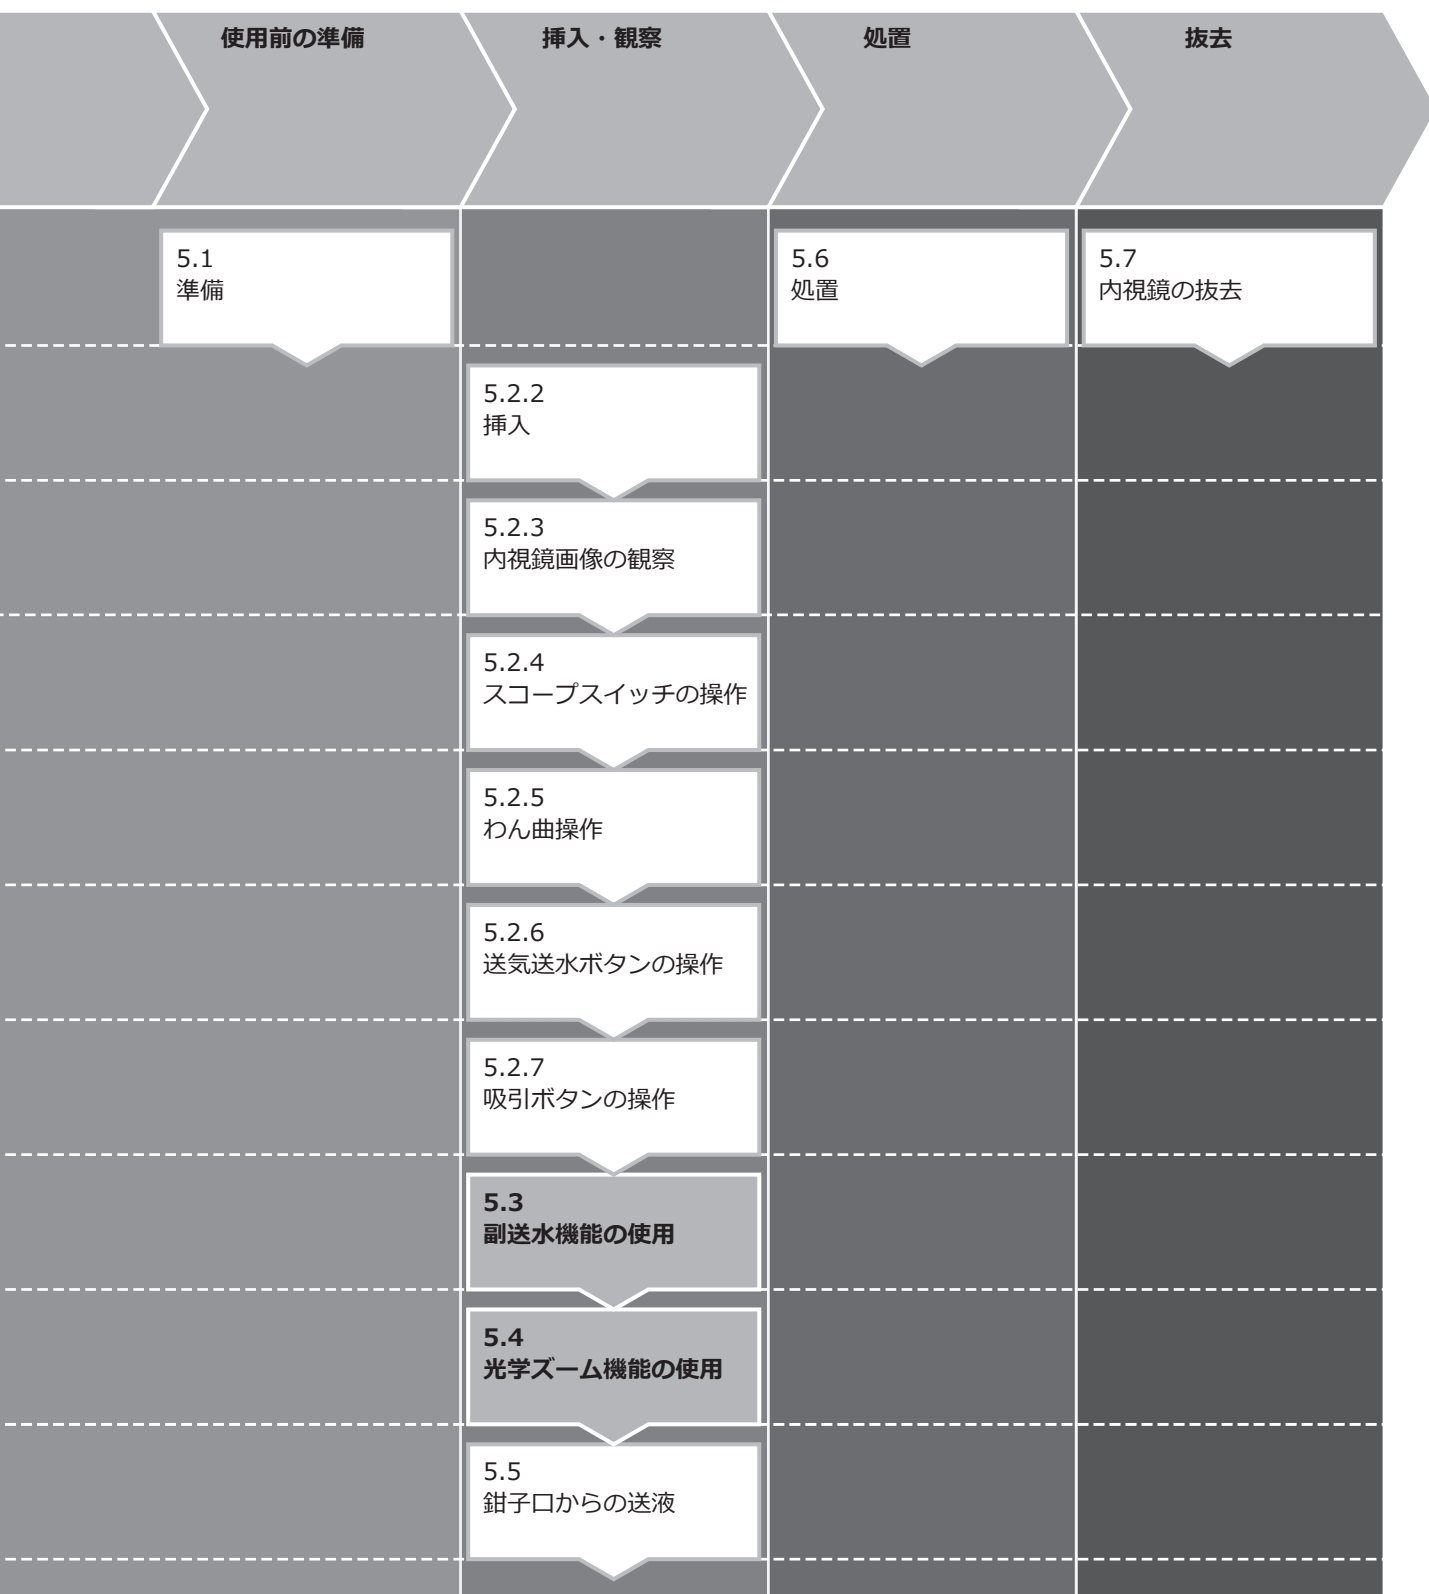 使用前の準備
挿入・観察
処置
抜去
5.1
準備
5.6
処置
5.7
内視鏡の抜去
5.2.2
挿入
5.2.3
内視鏡画像の観察
5.2.4
スコープスイッチの操作
5.2.5
わん曲操作
5.2.6
送気送水ボタンの操作
5.2.7
吸引ボタンの操作
5.3
副送水機能の使用
5.4
光学ズーム機能の使用
5.5
鉗子口からの送液